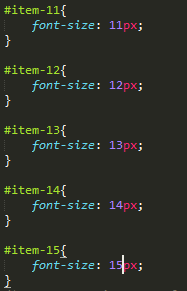 #item-11{
    font-size: 11px;
}
#item-12{
    font-size: 12px;
}
#item-13{
    font-size: 13px;
}
#item-14{
    font-size: 14px;
}
#item-15{
    font-size: 15px;
}